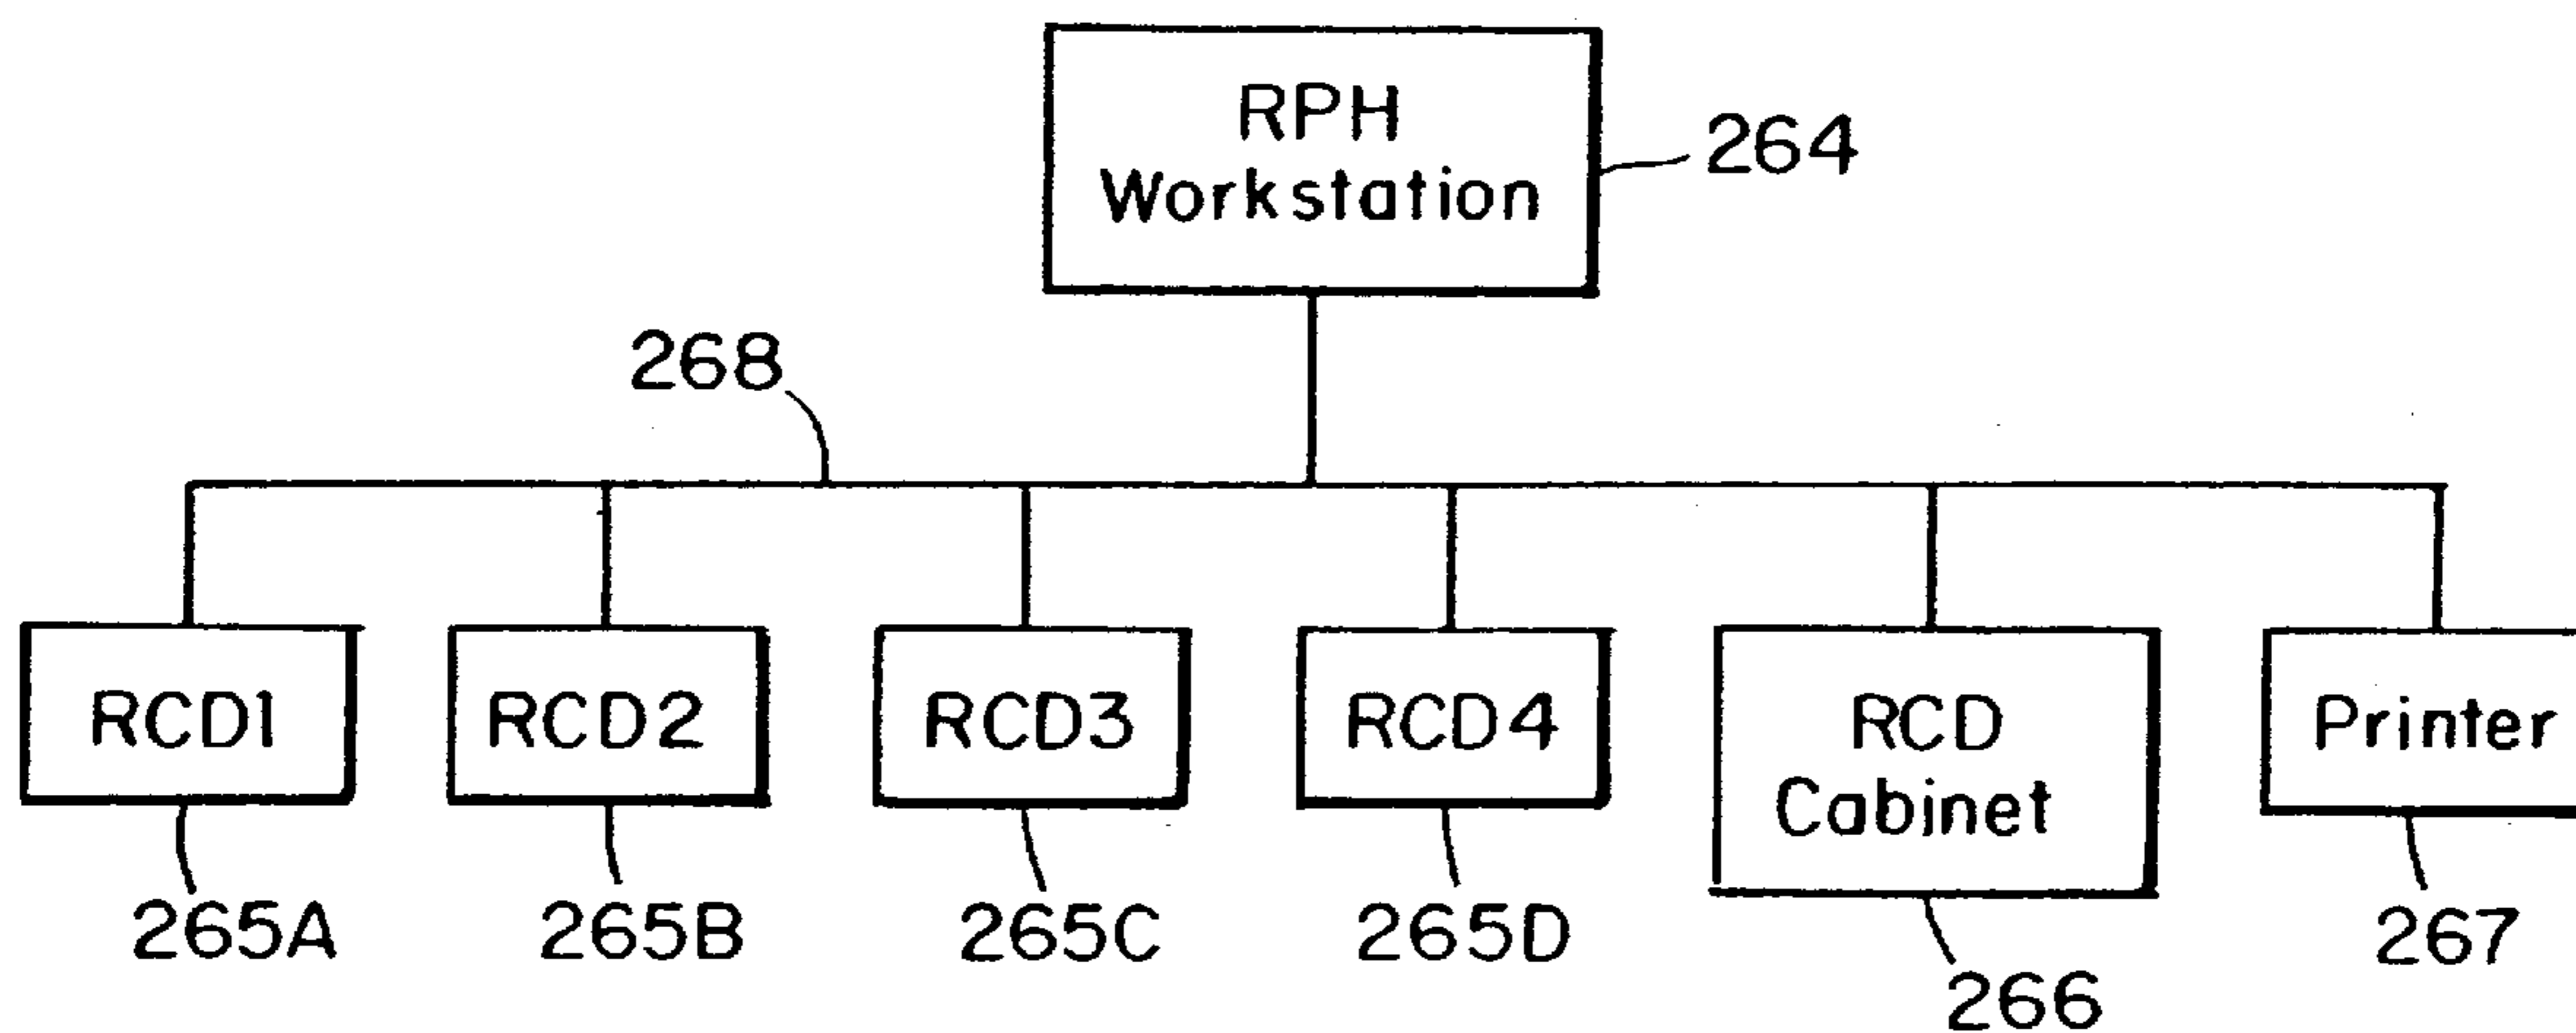 RPH
Workstation
264
268
RCD1
RCD2
RCD3
RCD4
RCD
Cabinet
Printer
265A
265B
265C
265D
266
267